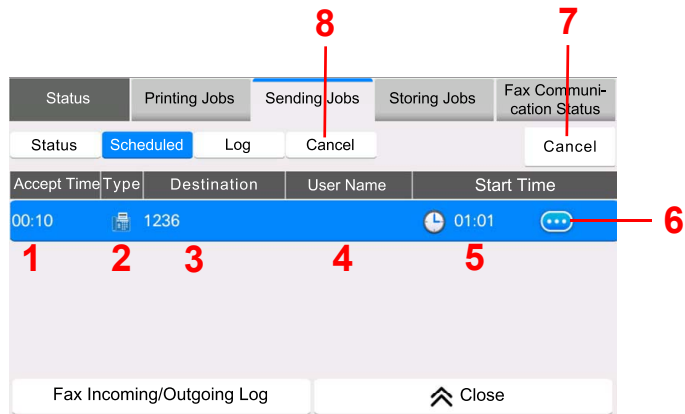 8 7
Status Printing Jobs Sending Jobs Storing Jobs Fax Communi-
cation Status
Status Scheduled Log Cancel Cancel
Accept Time Type Destination User Name Start Time
00:10 1236 01:01 6
1 2 3 4 5
Fax Incoming/Outgoing Log Close